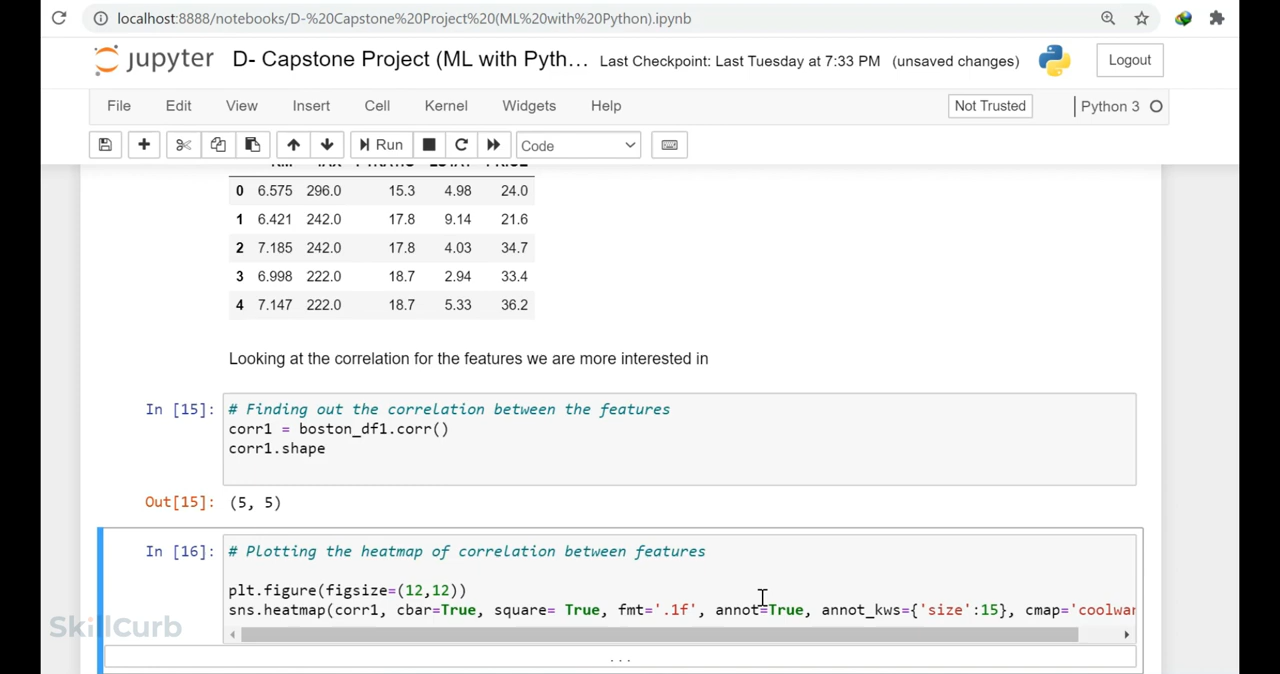 localhost:8888/notebooks/D-%20Capstone%20Project%20(ML%20with%20Python).ipynb
jupyter D- Capstone Project (ML with Pyth... Last Checkpoint: Last Tuesday at 7:33 PM (unsaved changes) Logout
File Edit View Insert Cell Kernel Widgets Help Not Trusted Python 3
Run Code
0 6.575 296.0 15.3 4.98 24.0
1 6.421 242.0 17.8 9.14 21.6
2 7.185 242.0 17.8 4.03 34.7
3 6.998 222.0 18.7 2.94 33.4
4 7.147 222.0 18.7 5.33 36.2
Looking at the correlation for the features we are more interested in
In [15]: # Finding out the correlation between the features
corr1 = boston_df1.corr()
corr1.shape
Out[15]: (5, 5)
In [16]: # Plotting the heatmap of correlation between features
plt.figure(figsize=(12,12))
sns.heatmap(corr1, cbar=True, square= True, fmt='.1f', annot=True, annot_kws={'size':15}, cmap='coolwar
SkillCurb
...